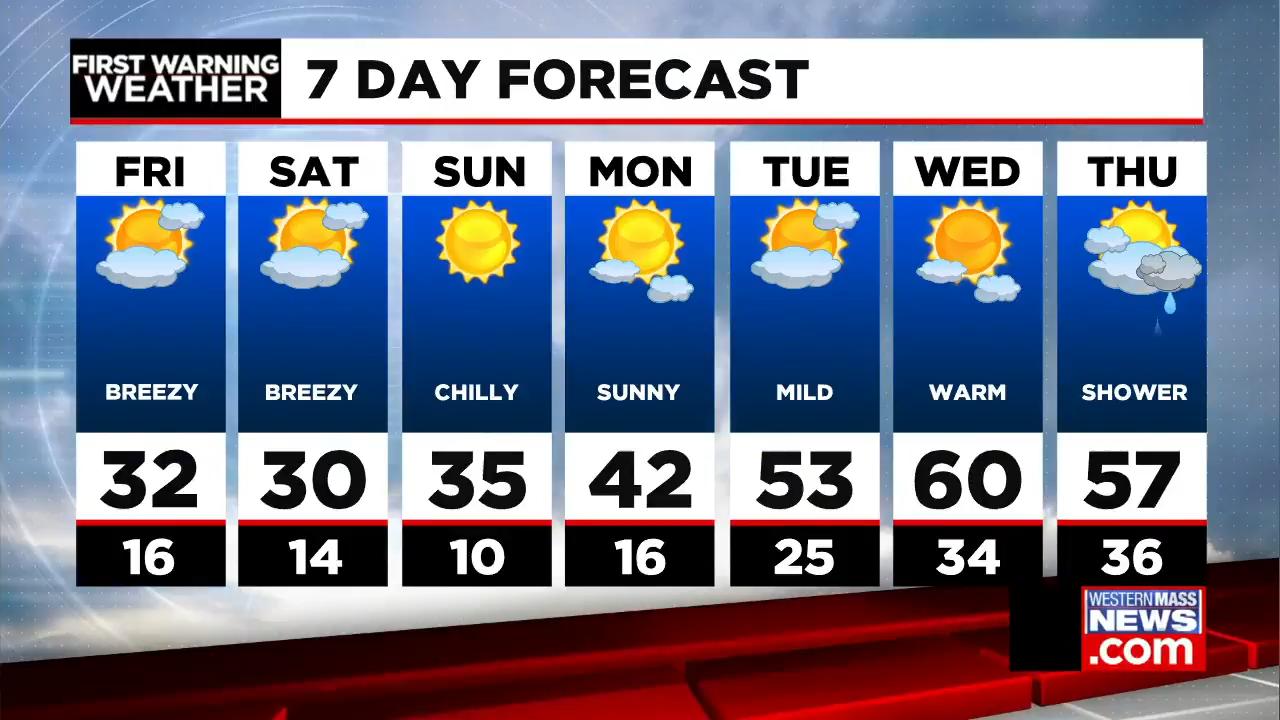 FIRST WARNING
WEATHER
7 DAY FORECAST
FRI SAT SUN MON TUE WED THU
BREEZY BREEZY CHILLY SUNNY MILD WARM SHOWER
32 30 35 42 53 60 57
16 14 10 16 25 34 36
WESTERN MASS
NEWS
.com